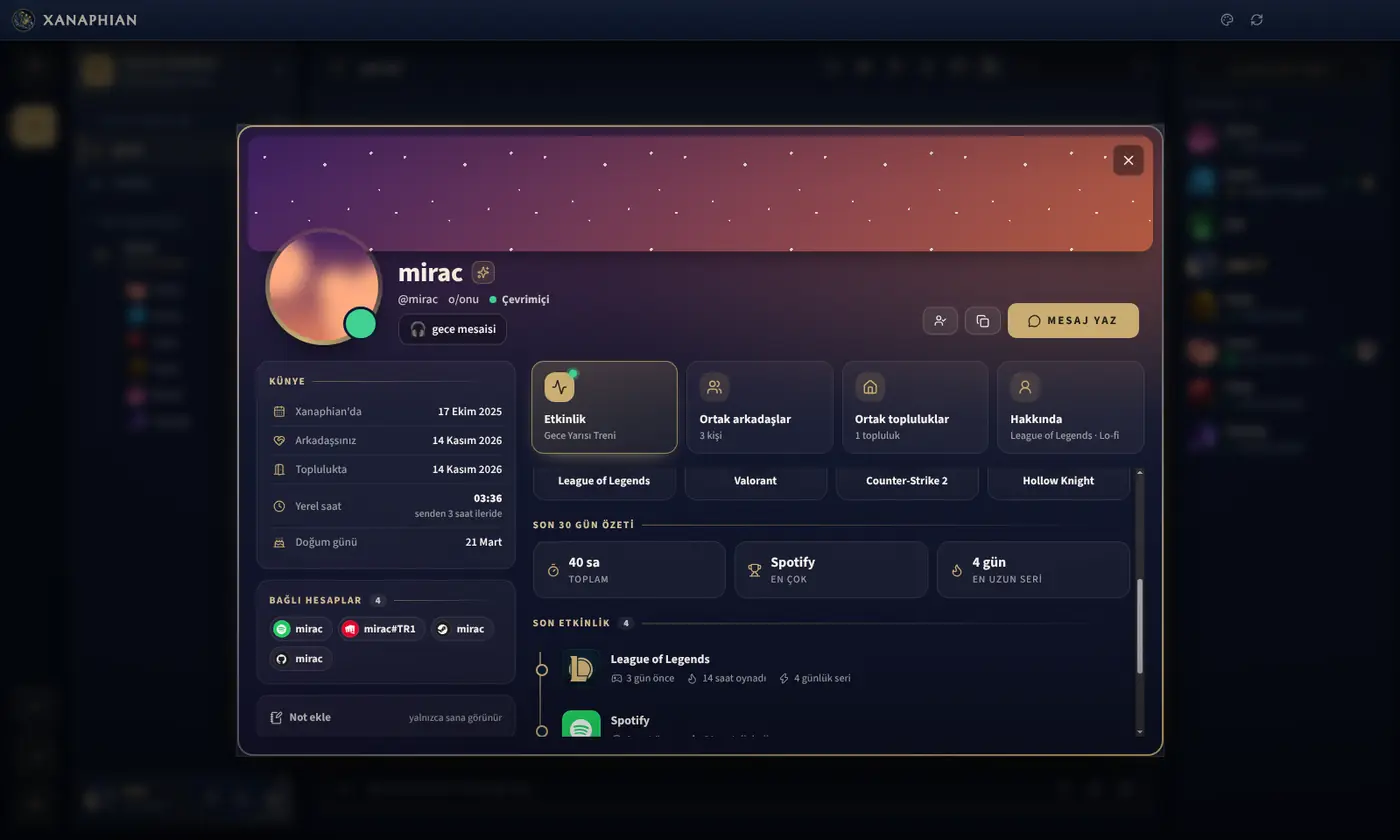 XANAPHIAN
mirac
@mirac o/onu Çevrimiçi
gece mesaisi
MESAJ YAZ
KÜNYE
Xanaphian'da 17 Ekim 2025
Arkadaşsınız 14 Kasım 2026
Toplulukta 14 Kasım 2026
Yerel saat 03:36
senden 3 saat ileride
Doğum günü 21 Mart
BAĞLI HESAPLAR 4
mirac mirac#TR1 mirac
mirac
Not ekle yalnızca sana görünür
Etkinlik
Gece Yarısı Treni
Ortak arkadaşlar
3 kişi
Ortak topluluklar
1 topluluk
Hakkında
League of Legends · Lo-fi
League of Legends Valorant Counter-Strike 2 Hollow Knight
SON 30 GÜN ÖZETİ
40 sa
TOPLAM
Spotify
EN ÇOK
4 gün
EN UZUN SERİ
SON ETKİNLİK 4
League of Legends
3 gün önce 14 saat oynadı 4 günlük seri
Spotify